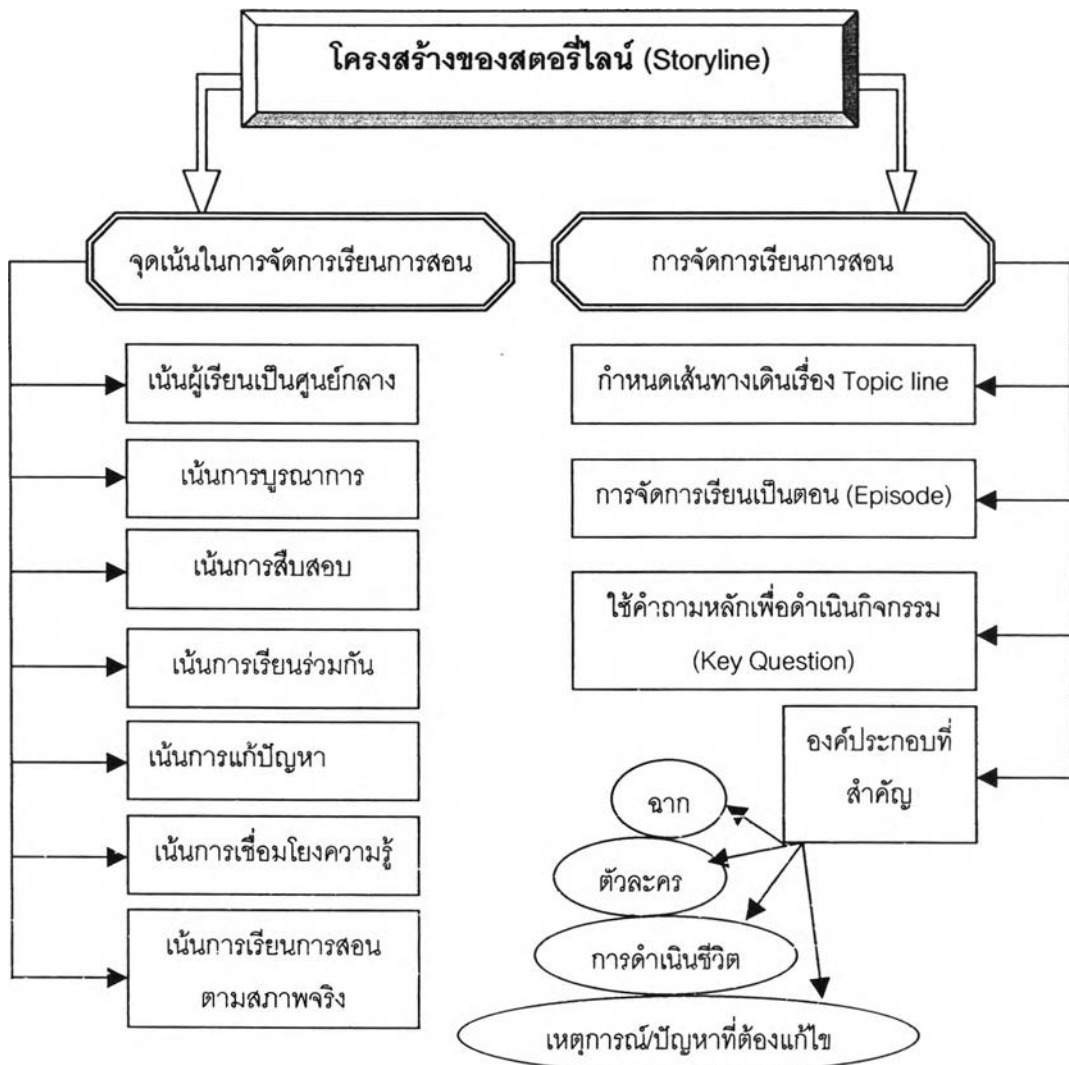 โครงสร้างของสตอรี่ไลน์ (Storyline)
จุดเน้นในการจัดการเรียนการสอน
เน้นผู้เรียนเป็นศูนย์กลาง
เน้นการบูรณาการ
เน้นการสืบสอบ
เน้นการเรียนร่วมกัน
เน้นการแก้ปัญหา
เน้นการเชื่อมโยงความรู้
เน้นการเรียนการสอน
ตามสภาพจริง
การจัดการเรียนการสอน
กำหนดเส้นทางเดินเรื่อง Topic line
การจัดการเรียนเป็นตอน (Episode)
ใช้คำถามหลักเพื่อดำเนินกิจกรรม
(Key Question)
องค์ประกอบที่
สำคัญ
ฉาก
ตัวละคร
การดำเนินชีวิต
เหตุการณ์/ปัญหาที่ต้องแก้ไข